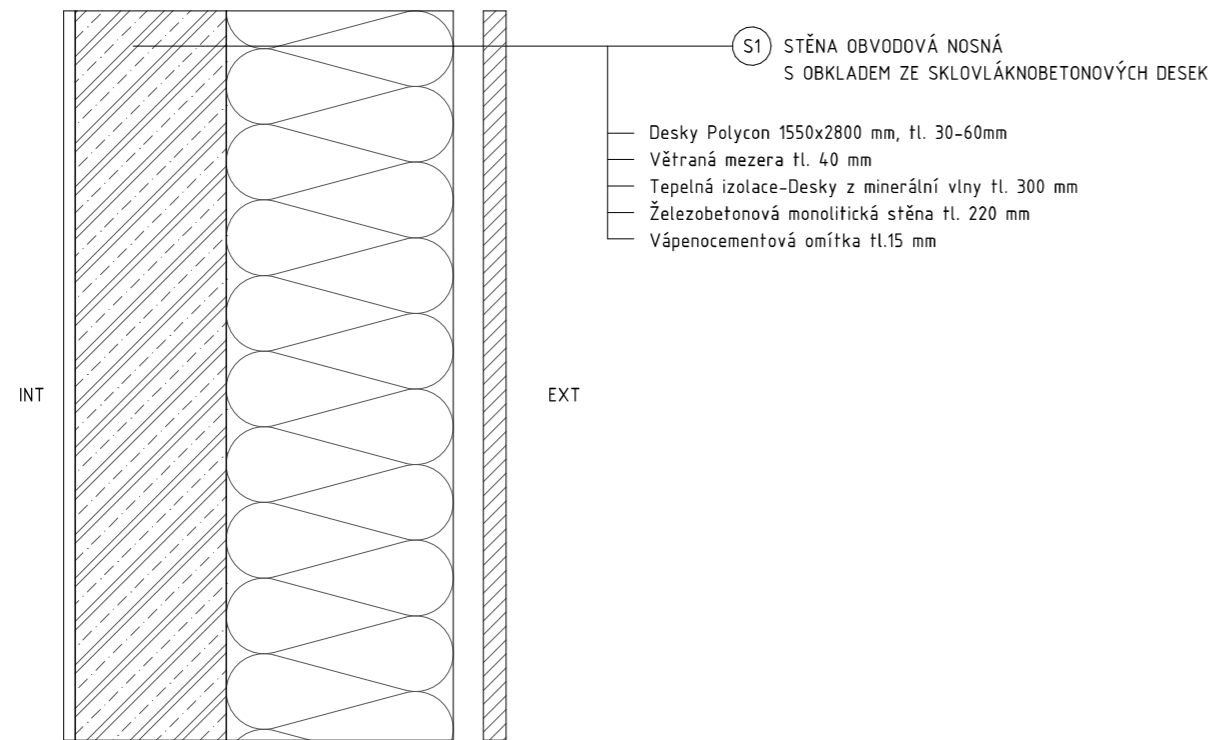 S1 STĚNA OBVODOVÁ NOSNÁ
S OBKLADEM ZE SKLOVLÁKNOBETONOVÝCH DESEK
Desky Polycon 1550x2800 mm, tl. 30-60mm
Větraná mezera tl. 40 mm
Tepelná izolace-Desky z minerální vlny tl. 300 mm
Železobetonová monolitická stěna tl. 220 mm
Vápenocementová omítka tl.15 mm
INT
EXT